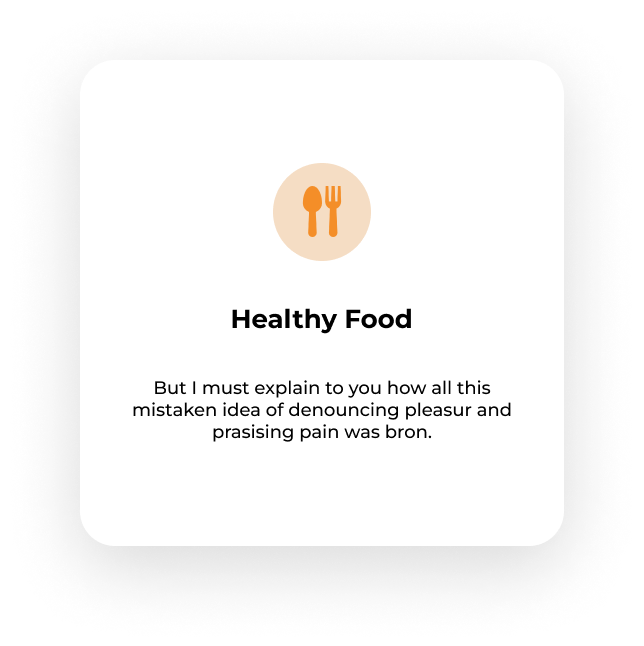 Healthy Food
But I must explain to you how all this
mistaken idea of denouncing pleasur and
prasising pain was bron.